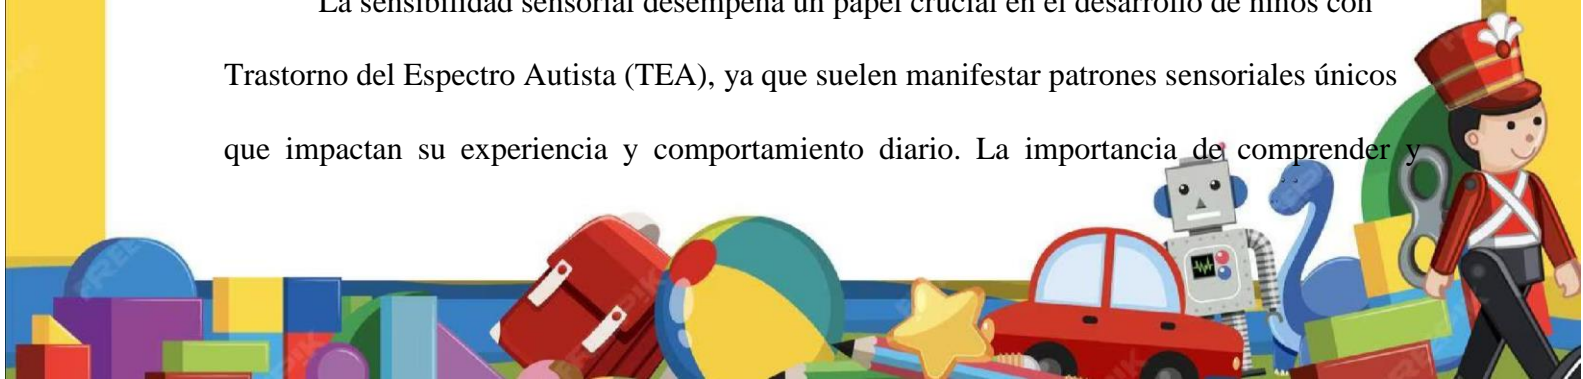 La sensibilidad sensorial desempeña un papel crucial en el desarrollo de niños con
Trastorno del Espectro Autista (TEA), ya que suelen manifestar patrones sensoriales únicos
que impactan su experiencia y comportamiento diario. La importancia de comprender y